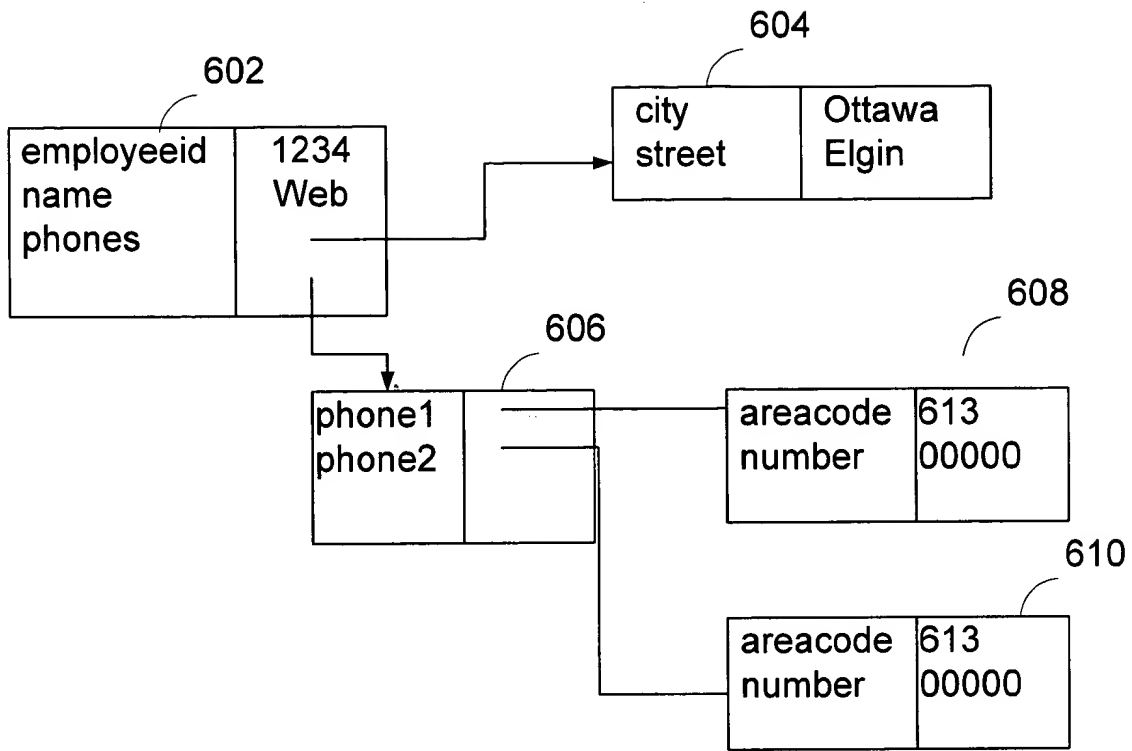 604
602
city Ottawa
street Elgin
employeeid 1234
name Web
phones
608
606
phone1
phone2
areacode 613
number 00000
610
areacode 613
number 00000